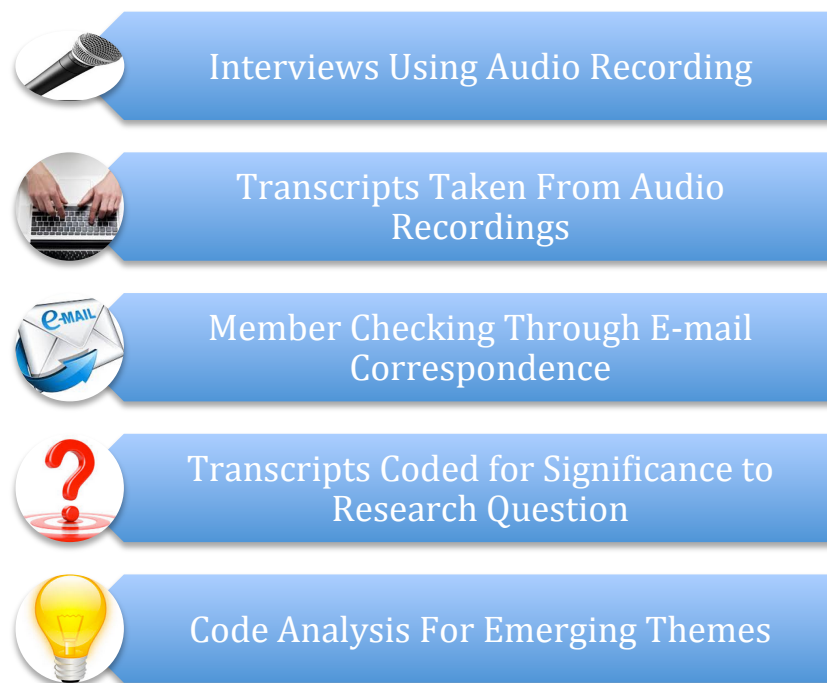 Interviews Using Audio Recording
Transcripts Taken From Audio
Recordings
e-MAIL
Member Checking Through E-mail
Correspondence
?
Transcripts Coded for Significance to
Research Question
Code Analysis For Emerging Themes